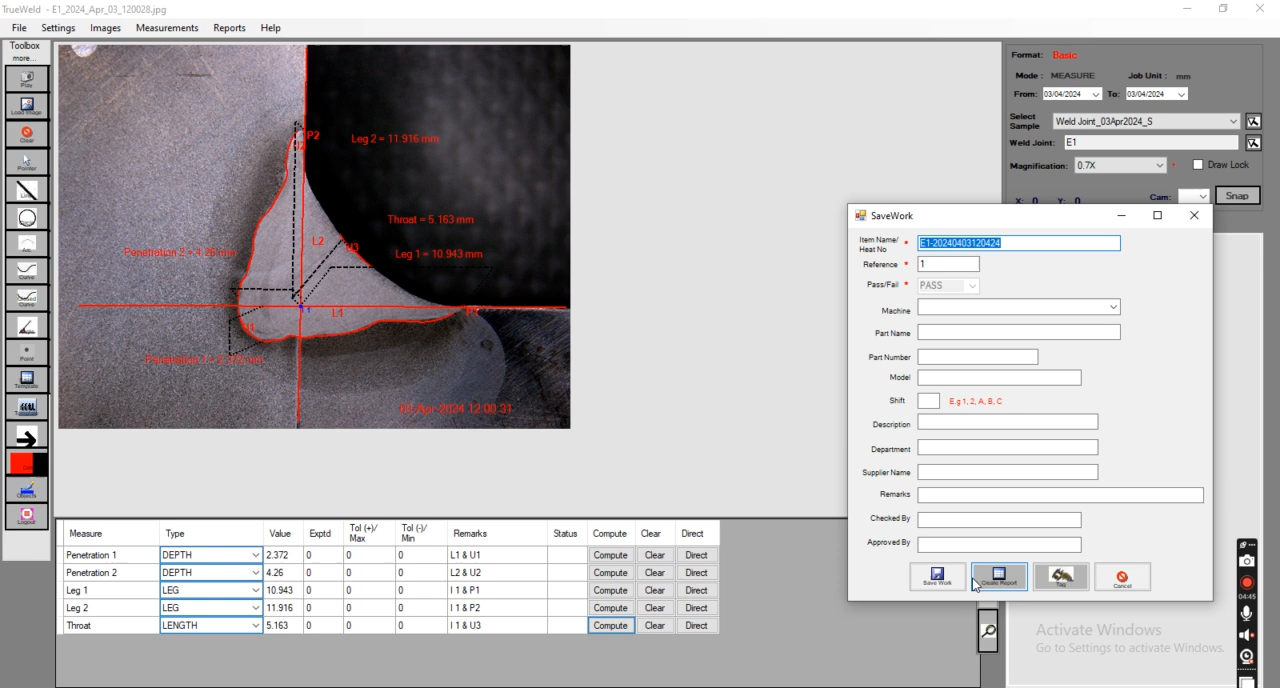 TrueWeld - E1_2024_Apr_03_120028.jpg
File Settings Images Measurements Reports Help
Toolbox
more...
Play
Load Image
Clear
Pointer
Line
Arc
Curve
Closed
Curve
Point
Template
Objects
Logout
P2
Leg 2 = 11.916 mm
Throat = 5.163 mm
L2
U3
Penetration 2 = 4.26 mm
Leg 1 = 10.943 mm
L1
Penetration 1 = 2.372 mm
03-Apr-2024 12:00:31
Format: Basic
Mode : MEASURE Job Unit : mm
From: 03/04/2024 To: 03/04/2024
Select
Sample Weld Joint_03Apr2024_S
Weld Joint: E1
Magnification: 0.7X * Draw Lock
X: 0 Y: 0 Cam: Snap
SaveWork
Item Name/
Heat No * E1-20240403120424
Reference * 1
Pass/Fail * PASS
Machine
Part Name
Part Number
Model
Shift E.g 1, 2, A, B, C
Description
Department
Supplier Name
Remarks
Checked By
Approved By
Save Work Create Report Tag Cancel
Measure Type Value Exptd Tol (+)/ Max Tol (-)/ Min Remarks Status Compute Clear Direct
Penetration 1 DEPTH 2.372 0 0 0 L1 & U1 Compute Clear Direct
Penetration 2 DEPTH 4.26 0 0 0 L2 & U2 Compute Clear Direct
Leg 1 LEG 10.943 0 0 0 I 1 & P1 Compute Clear Direct
Leg 2 LEG 11.916 0 0 0 I 1 & P2 Compute Clear Direct
Throat LENGTH 5.163 0 0 0 I 1 & U3 Compute Clear Direct
04:45
Activate Windows
Go to Settings to activate Windows.